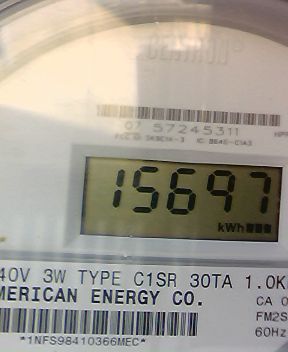 CENTRON®
07 57245311
15697
kWh
40V 3W TYPE C1SR 30TA 1.0K
MERICAN ENERGY CO.
CA 0
FM2S
60Hz
*1NFS98410366MEC*